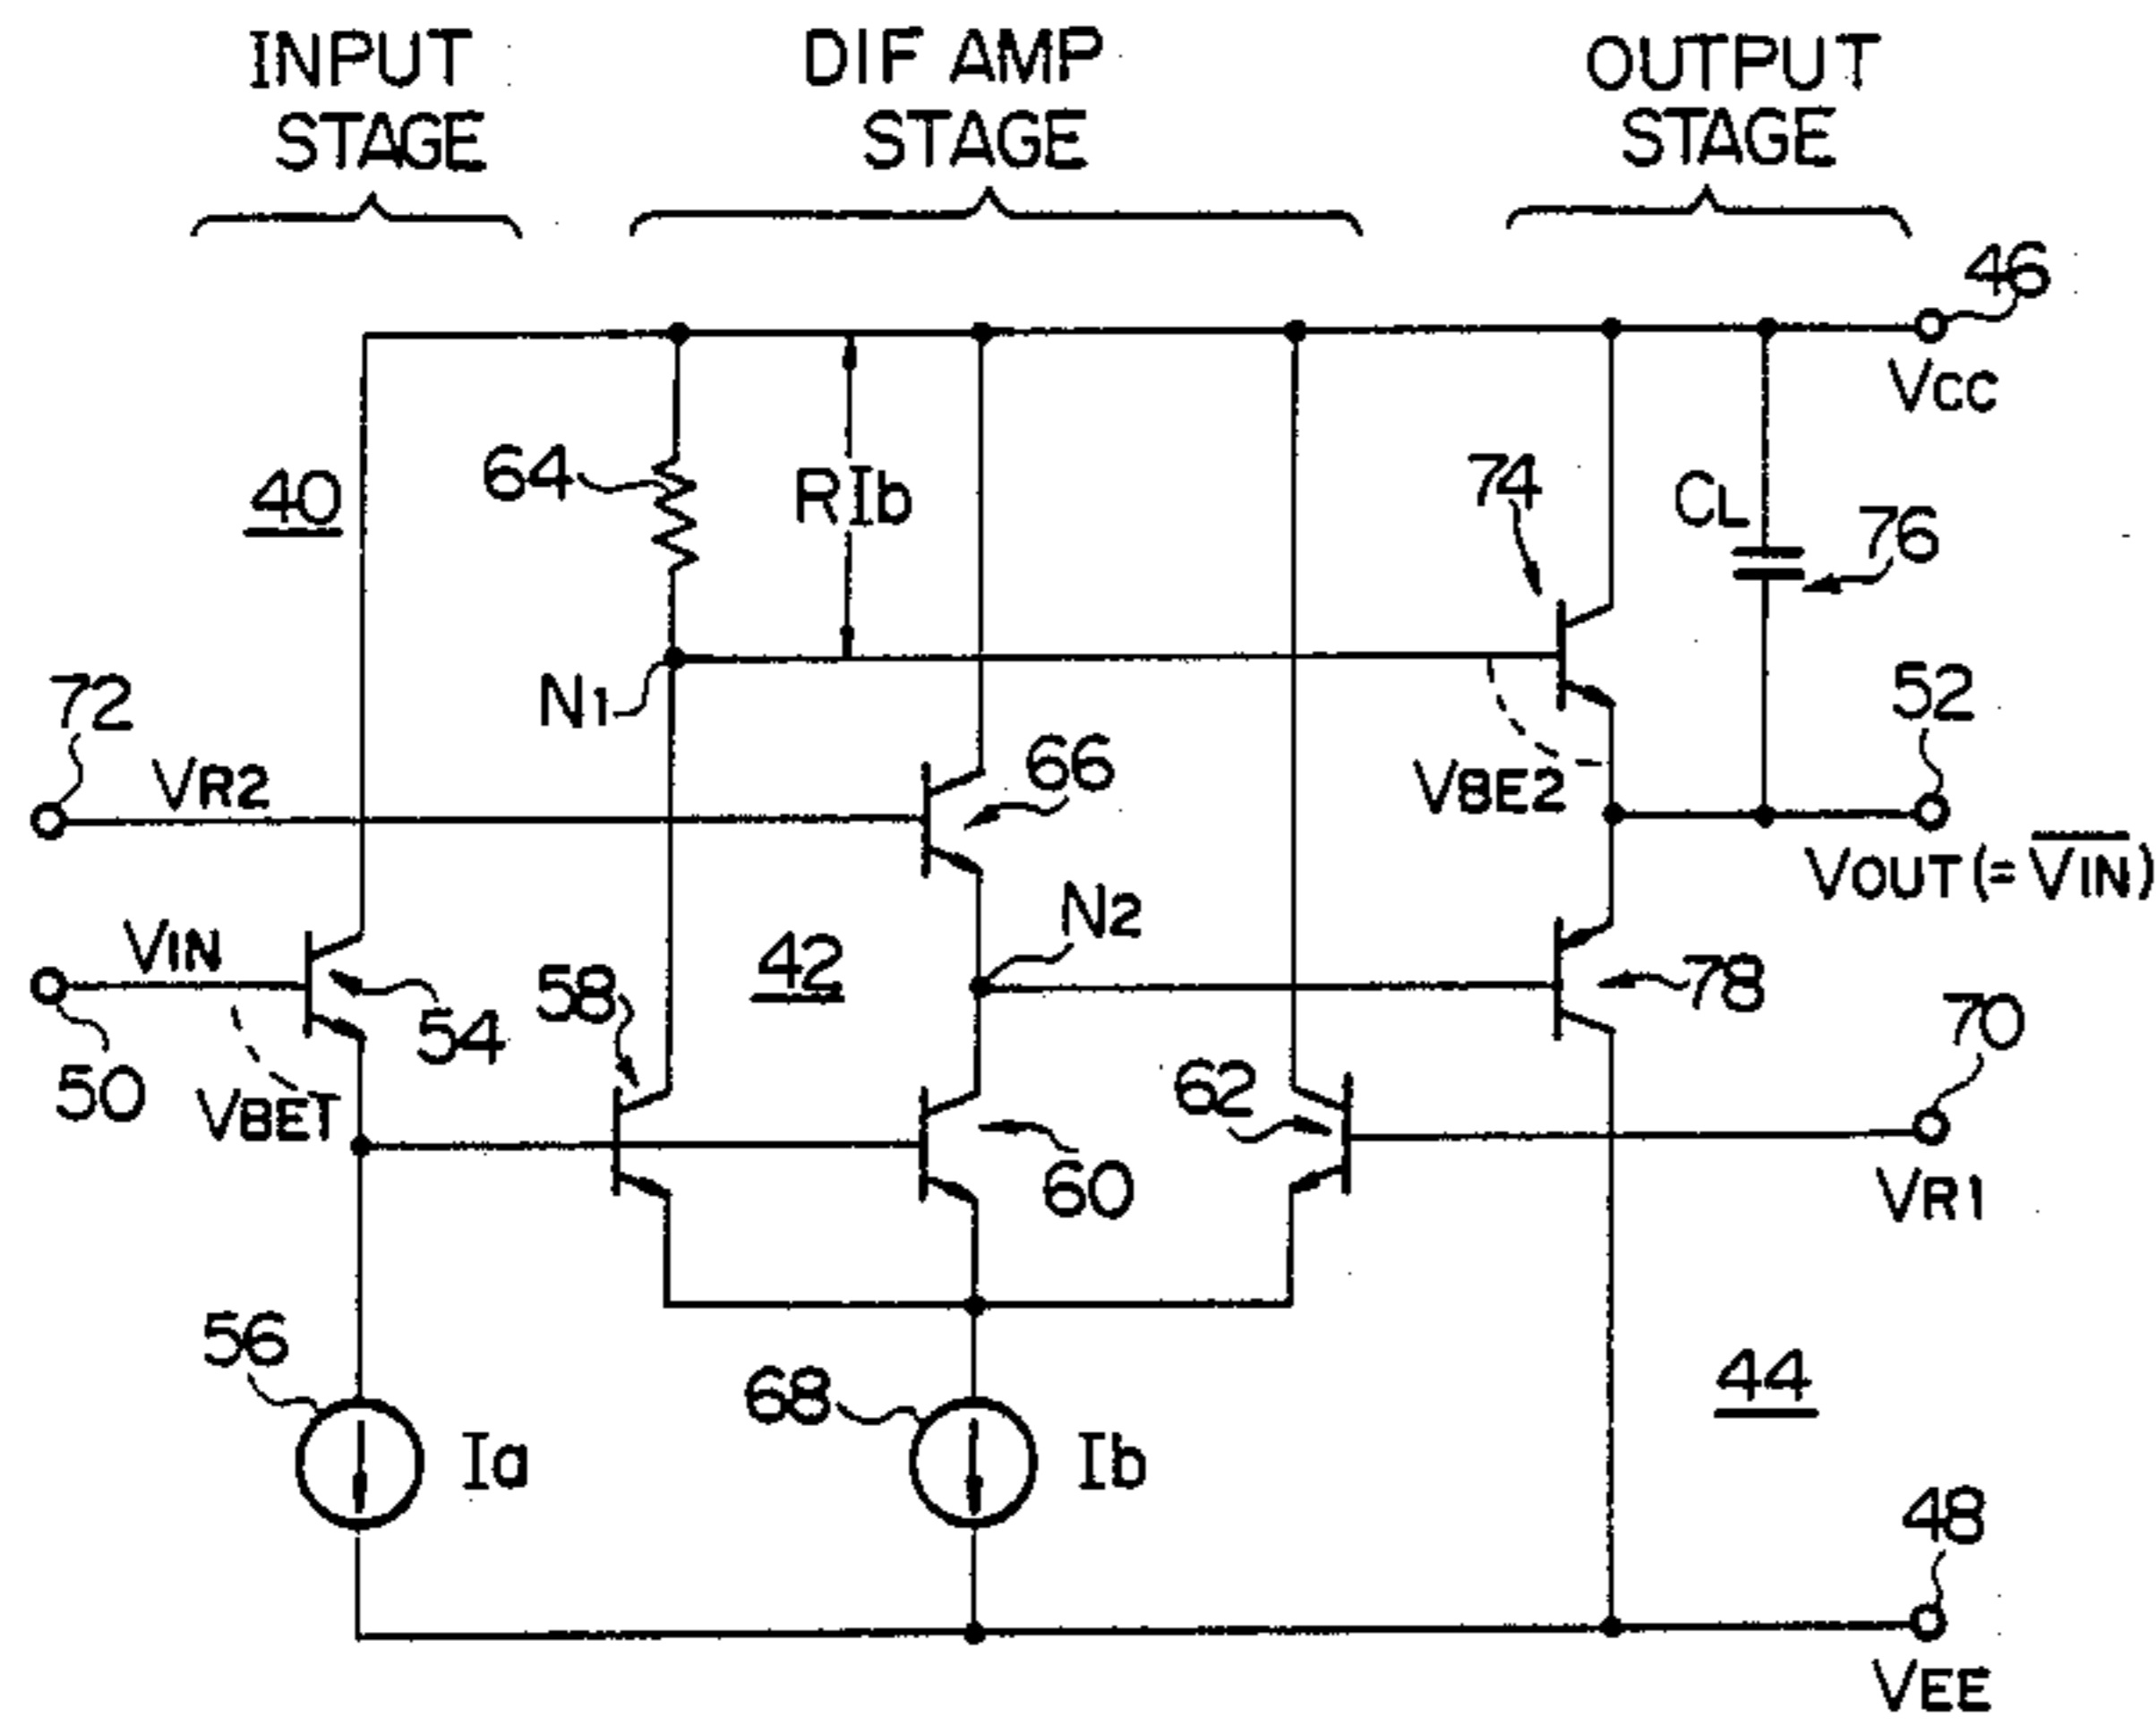 INPUT STAGE
DIF AMP STAGE
OUTPUT STAGE
46
VCC
40
64
RIb
74
CL
76
72
VR2
N1
66
VBE2
52
VOUT(=V̅I̅N̅)
VIN
54
50
VBET
42
N2
58
60
62
78
70
VR1
56
Ia
68
Ib
44
48
VEE